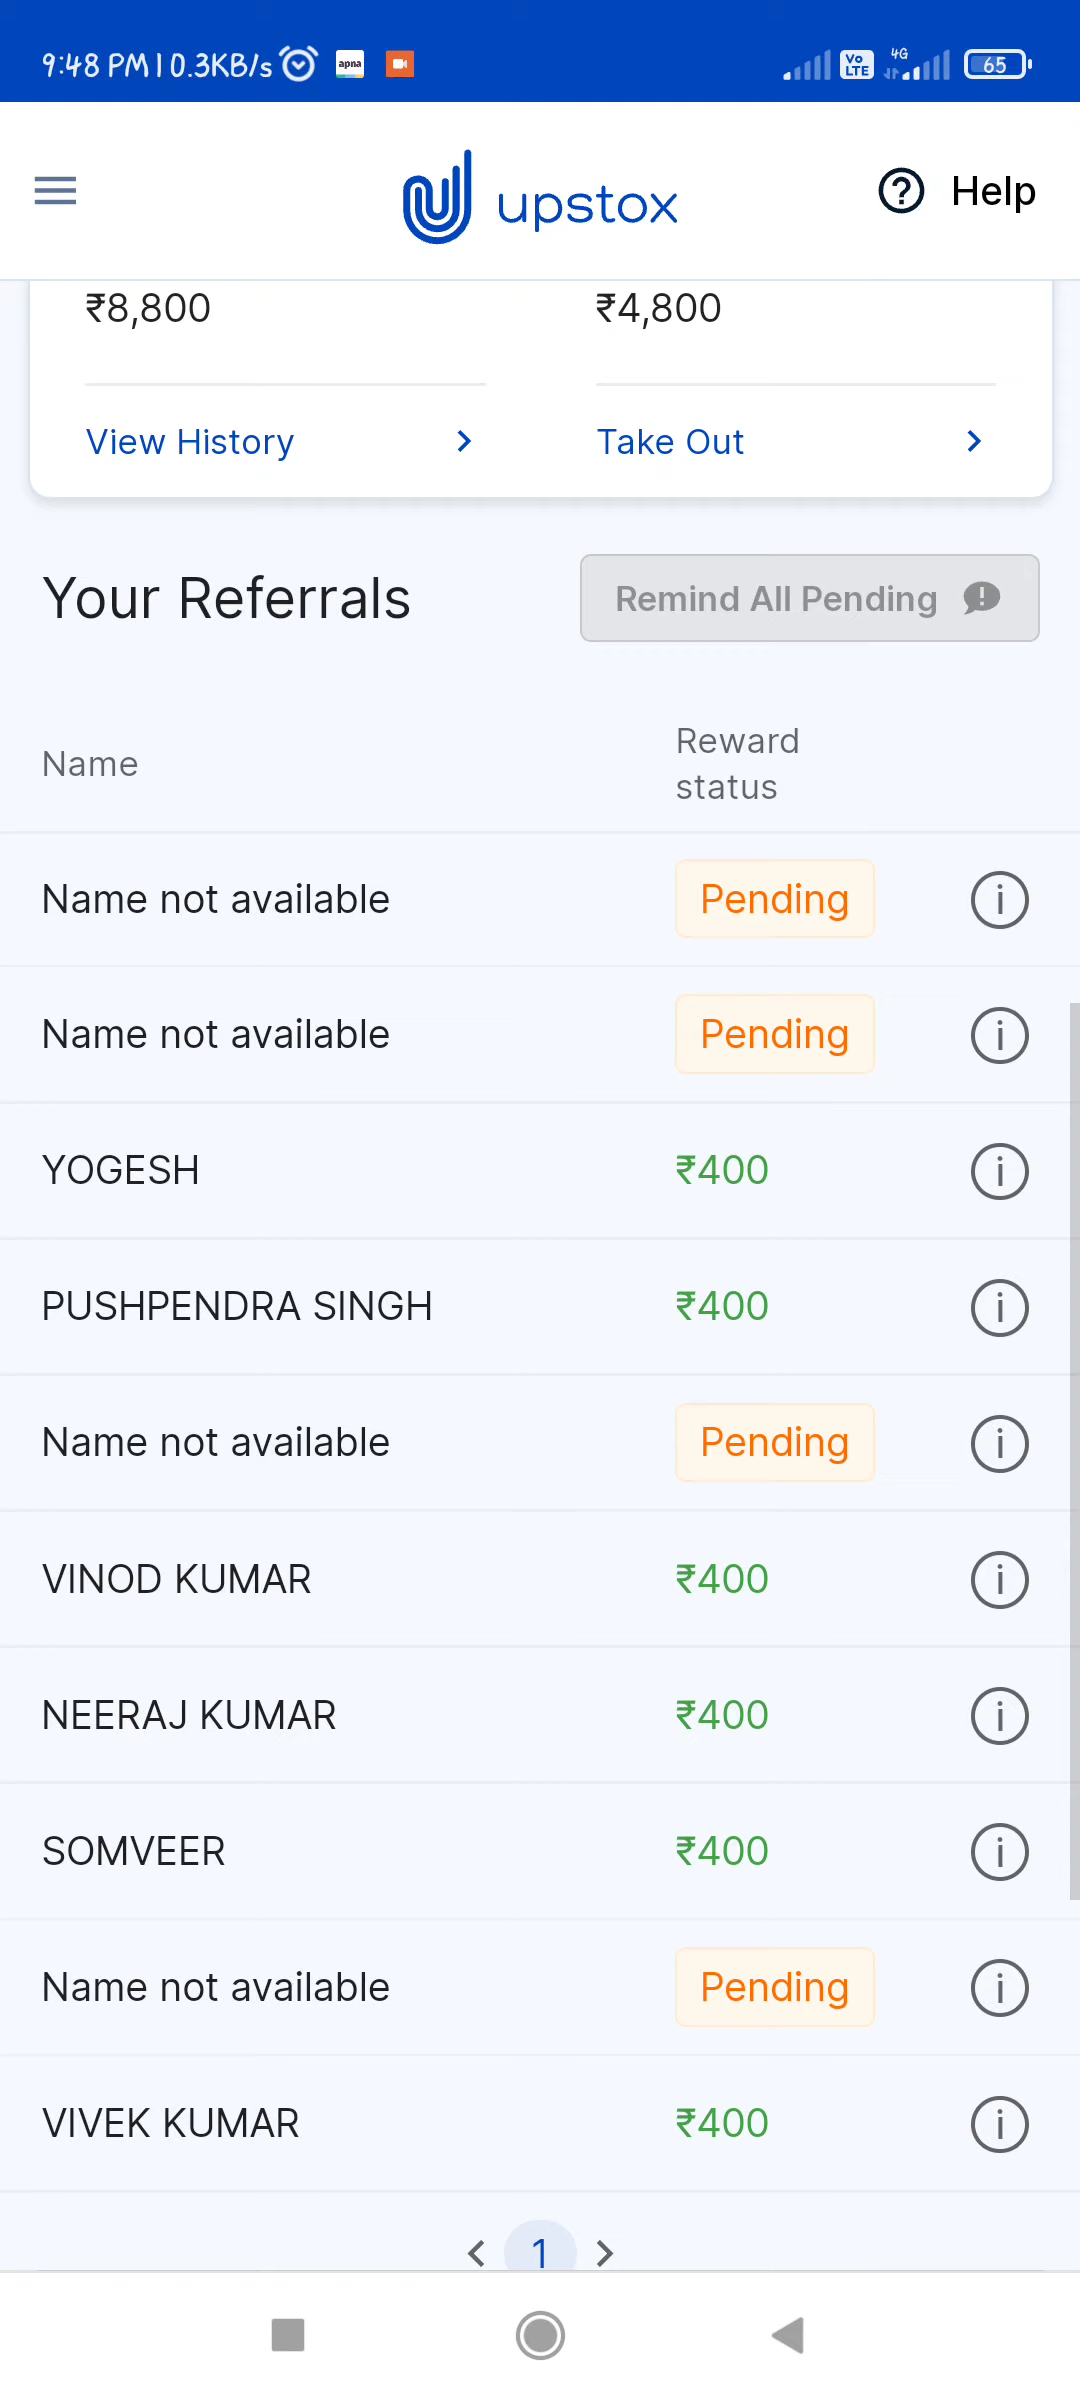 9:48 PM | 0.3KB/s
apna
Vo LTE
4G
65
upstox
Help
₹8,800
₹4,800
View History
Take Out
Your Referrals
Remind All Pending
Name
Reward status
Name not available
Pending
Name not available
Pending
YOGESH
₹400
PUSHPENDRA SINGH
₹400
Name not available
Pending
VINOD KUMAR
₹400
NEERAJ KUMAR
₹400
SOMVEER
₹400
Name not available
Pending
VIVEK KUMAR
₹400
1